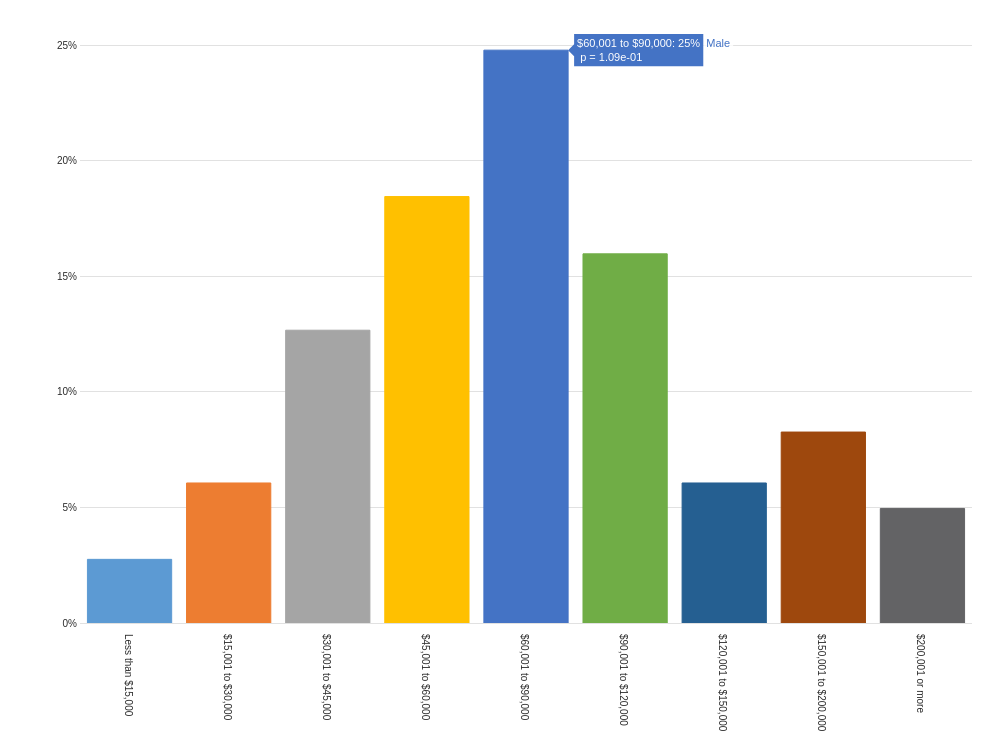 25%
20%
15%
10%
5%
0%
$60,001 to $90,000: 25% Male
p = 1.09e-01
Less than $15,000
$15,001 to $30,000
$30,001 to $45,000
$45,001 to $60,000
$60,001 to $90,000
$90,001 to $120,000
$120,001 to $150,000
$150,001 to $200,000
$200,001 or more